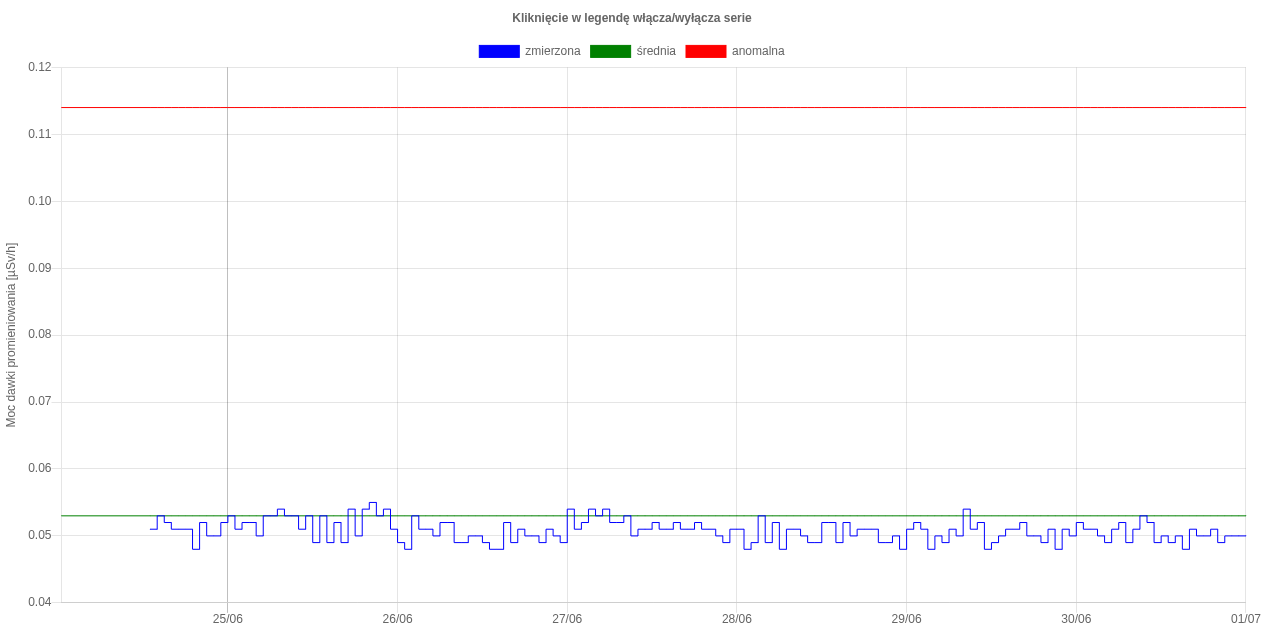 Kliknięcie w legendę włącza/wyłącza serie
zmierzona średnia anomalna
Moc dawki promieniowania [µSv/h]
0.12
0.11
0.10
0.09
0.08
0.07
0.06
0.05
0.04
25/06 26/06 27/06 28/06 29/06 30/06 01/07